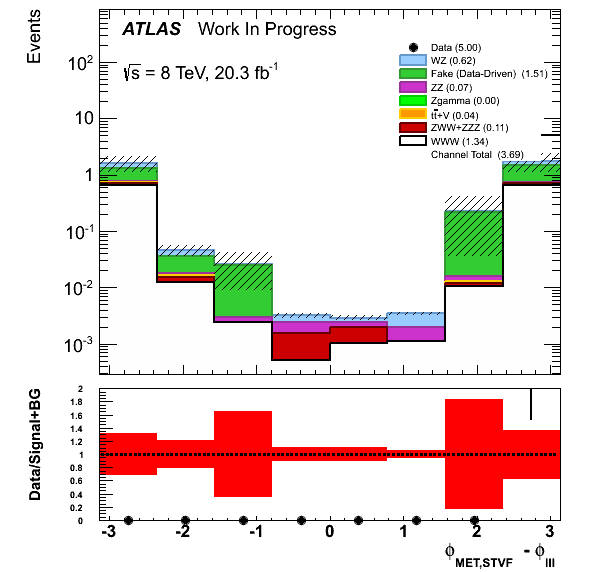 Events
ATLAS Work In Progress
√s = 8 TeV, 20.3 fb⁻¹
Data (5.00)
WZ (0.62)
Fake (Data-Driven) (1.51)
ZZ (0.07)
Zgamma (0.00)
tt̄+V (0.04)
ZWW+ZZZ (0.11)
WWW (1.34)
Channel Total (3.69)
10²
10
1
10⁻¹
10⁻²
10⁻³
Data/Signal+BG
2
1.8
1.6
1.4
1.2
1
0.8
0.6
0.4
0.2
0
-3 -2 -1 0 1 2 3
ϕMET,STVF - ϕlll